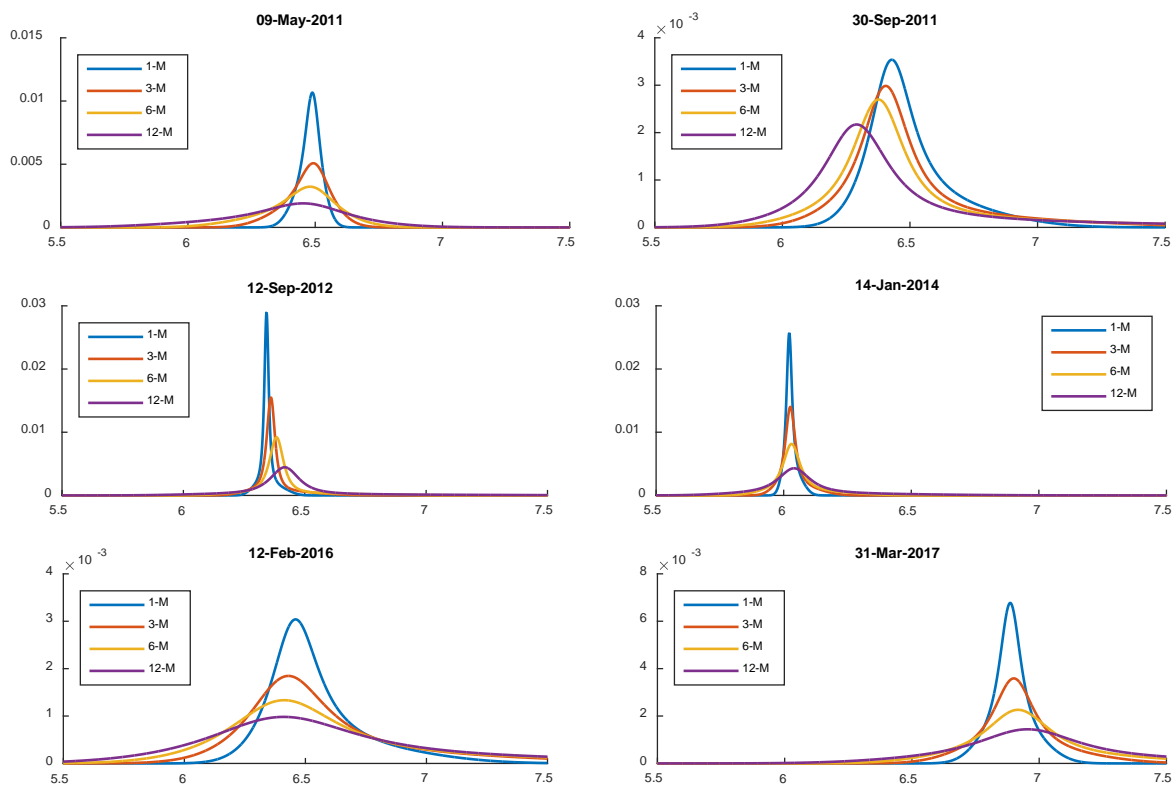 09-May-2011
0.015
0.01
0.005
0
5.5 6 6.5 7 7.5
1-M
3-M
6-M
12-M
30-Sep-2011
× 10 -3
4
3
2
1
0
5.5 6 6.5 7 7.5
1-M
3-M
6-M
12-M
12-Sep-2012
0.03
0.02
0.01
0
5.5 6 6.5 7 7.5
1-M
3-M
6-M
12-M
14-Jan-2014
0.03
0.02
0.01
0
5.5 6 6.5 7 7.5
1-M
3-M
6-M
12-M
12-Feb-2016
× 10 -3
4
3
2
1
0
5.5 6 6.5 7 7.5
1-M
3-M
6-M
12-M
31-Mar-2017
× 10 -3
8
6
4
2
0
5.5 6 6.5 7 7.5
1-M
3-M
6-M
12-M